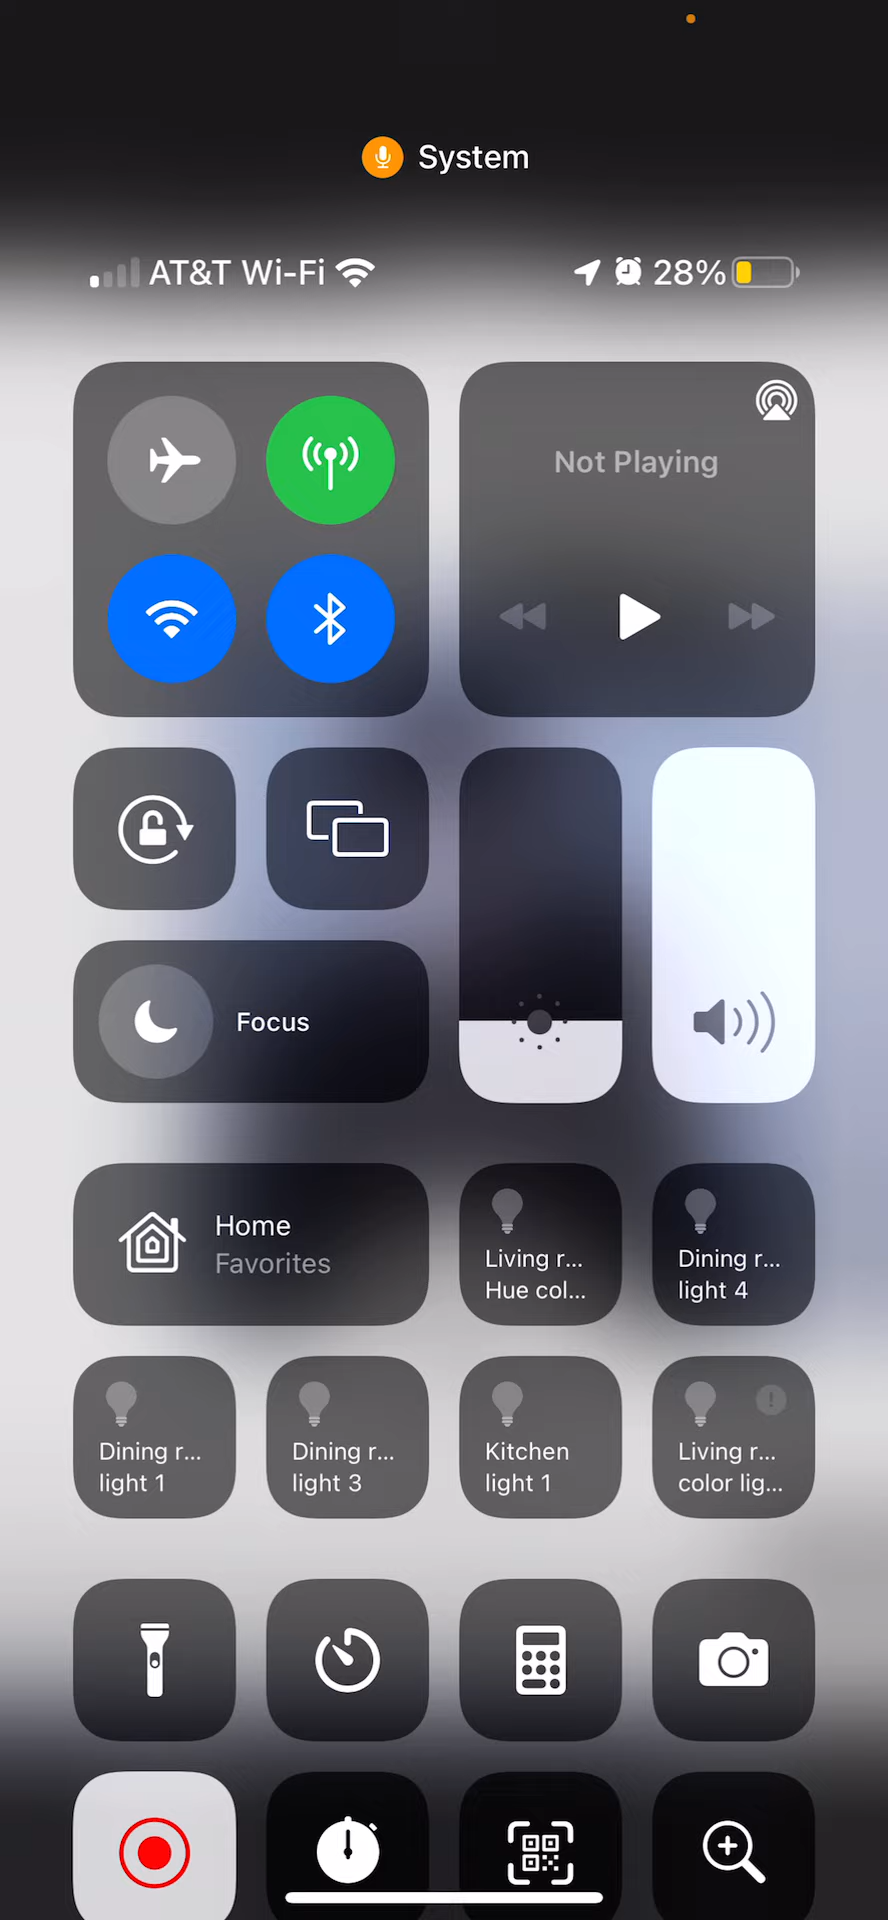 System
AT&T Wi-Fi 28%
Not Playing
Focus
Home
Favorites
Living r...
Hue col...
Dining r...
light 4
Dining r...
light 1
Dining r...
light 3
Kitchen
light 1
Living r...
color lig...